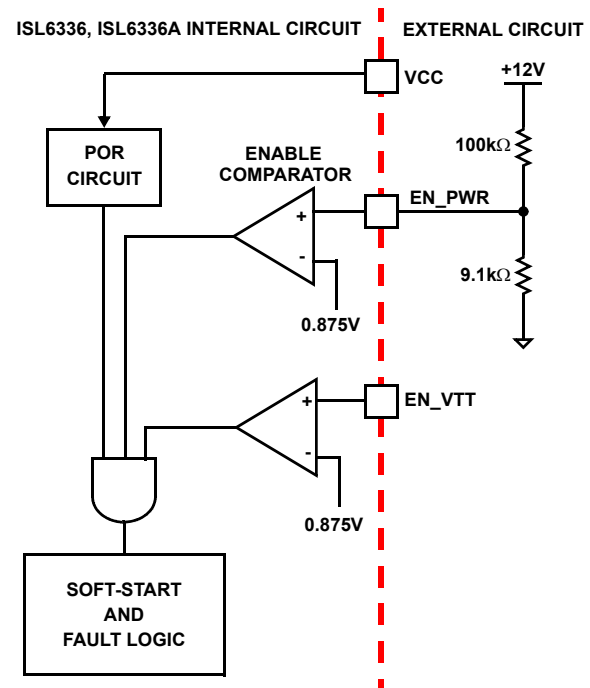 ISL6336, ISL6336A INTERNAL CIRCUIT
EXTERNAL CIRCUIT
VCC
+12V
100kΩ
POR
CIRCUIT
ENABLE
COMPARATOR
EN_PWR
+
-
9.1kΩ
0.875V
EN_VTT
+
-
0.875V
SOFT-START
AND
FAULT LOGIC